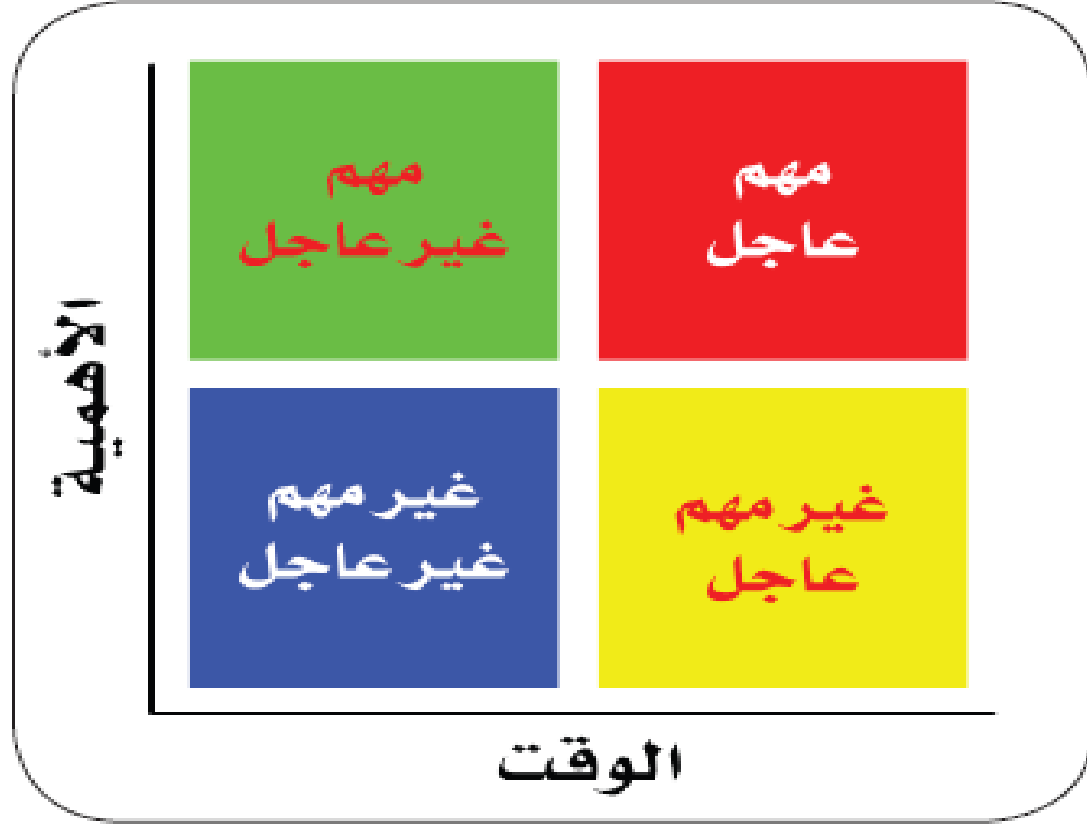 مهم
عاجل
مهم
غير عاجل
غير مهم
عاجل
غير مهم
غير عاجل
الأهمية
الوقت